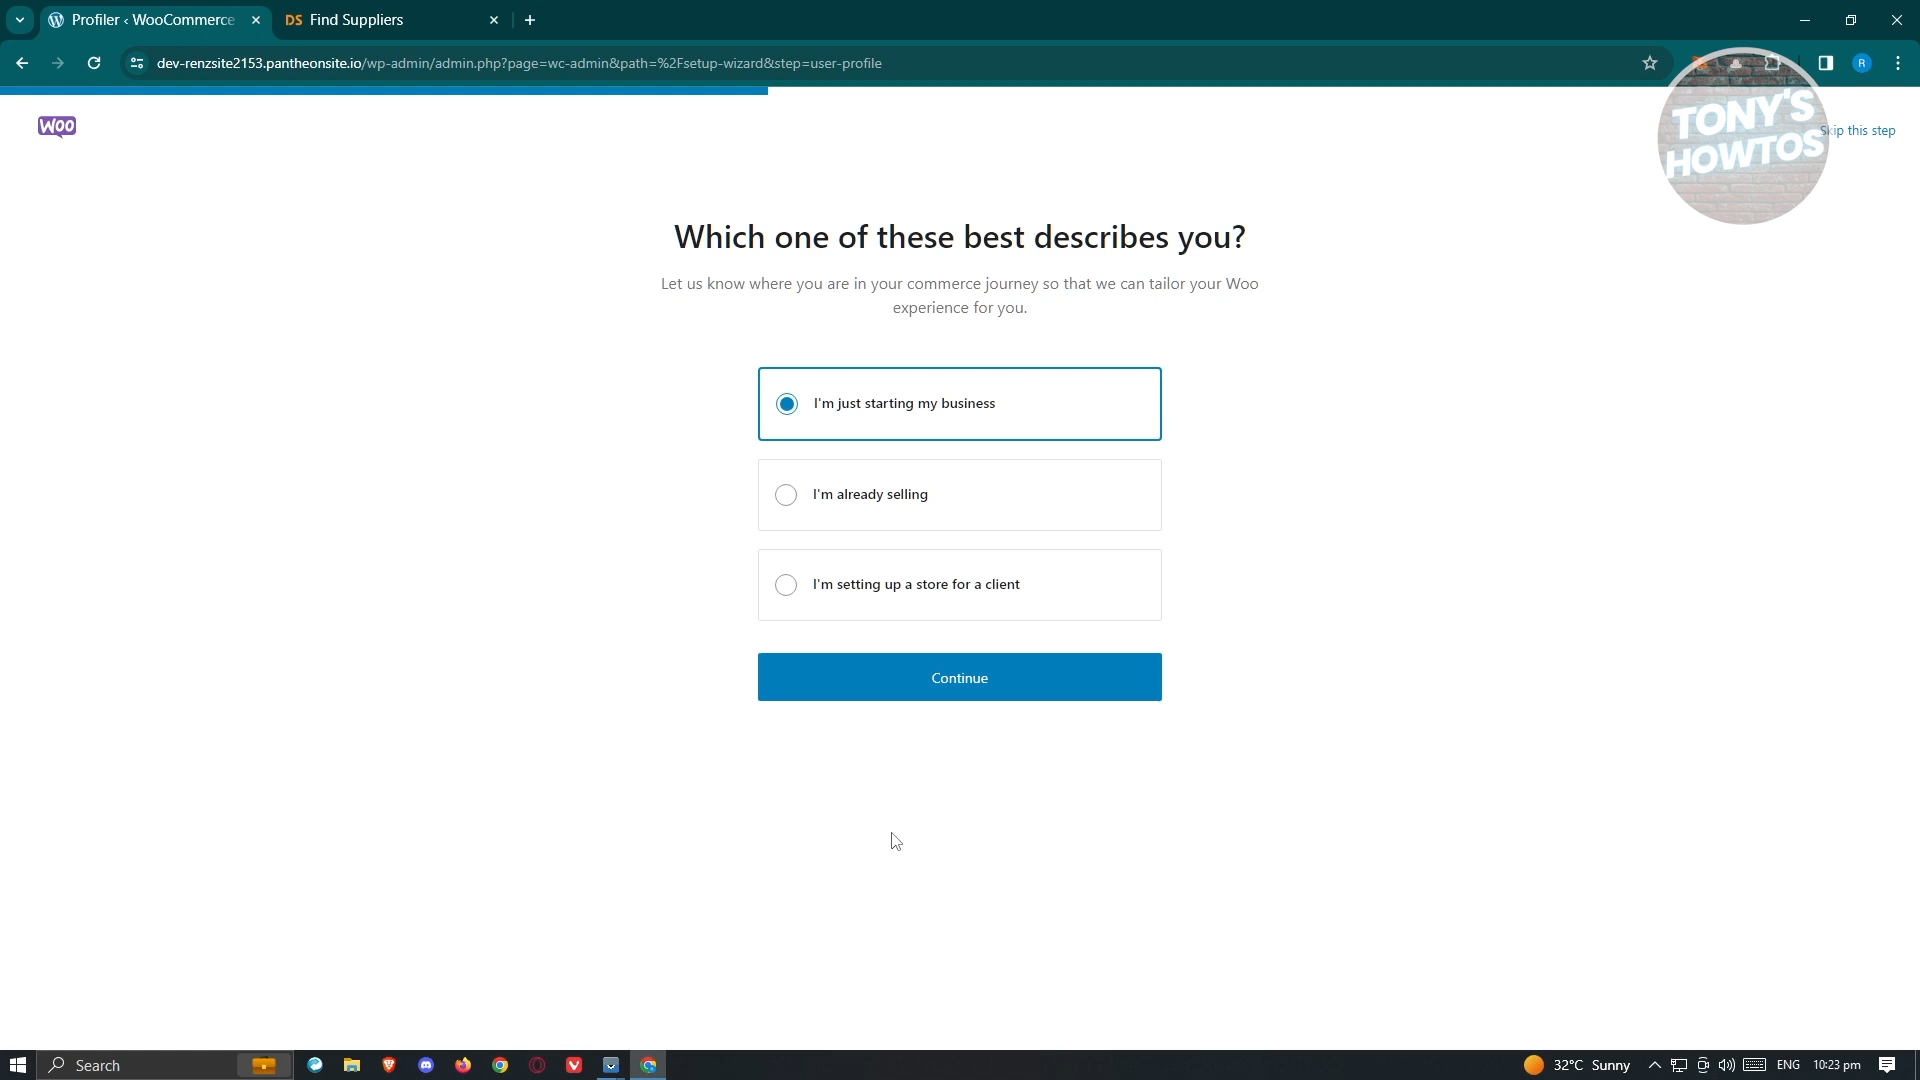 Profiler ‹ WooCommerce
DS Find Suppliers
dev-renzsite2153.pantheonsite.io/wp-admin/admin.php?page=wc-admin&path=%2Fsetup-wizard&step=user-profile
R
WOO
TONY'S
HOWTOS
Skip this step
Which one of these best describes you?
Let us know where you are in your commerce journey so that we can tailor your Woo
experience for you.
I'm just starting my business
I'm already selling
I'm setting up a store for a client
Continue
Search
32°C Sunny
ENG
10:23 pm